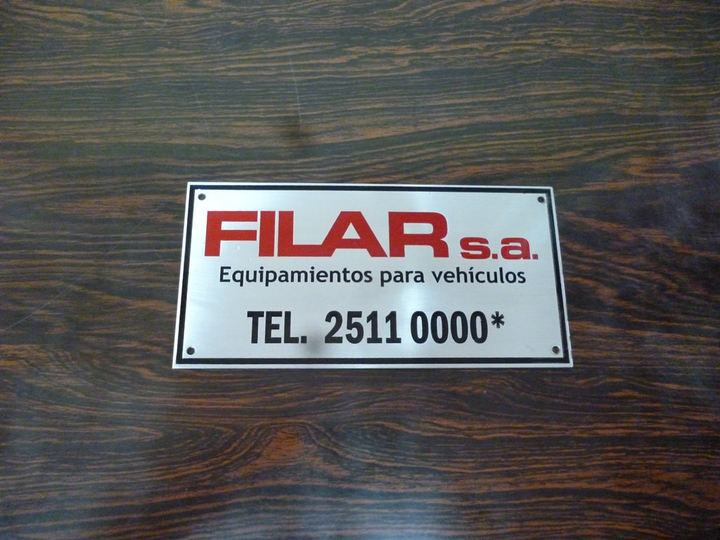 FILAR s.a.
Equipamientos para vehículos
TEL. 2511 0000*